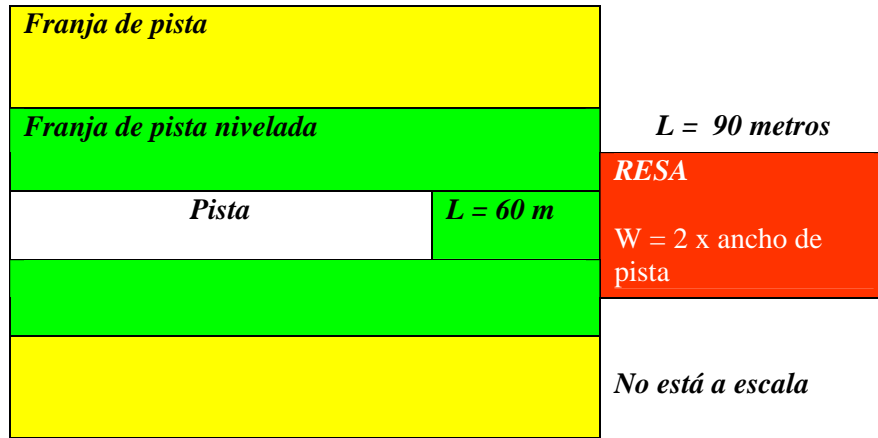 Franja de pista
Franja de pista nivelada
L = 90 metros
RESA
Pista
L = 60 m
W = 2 x ancho de
pista
No está a escala